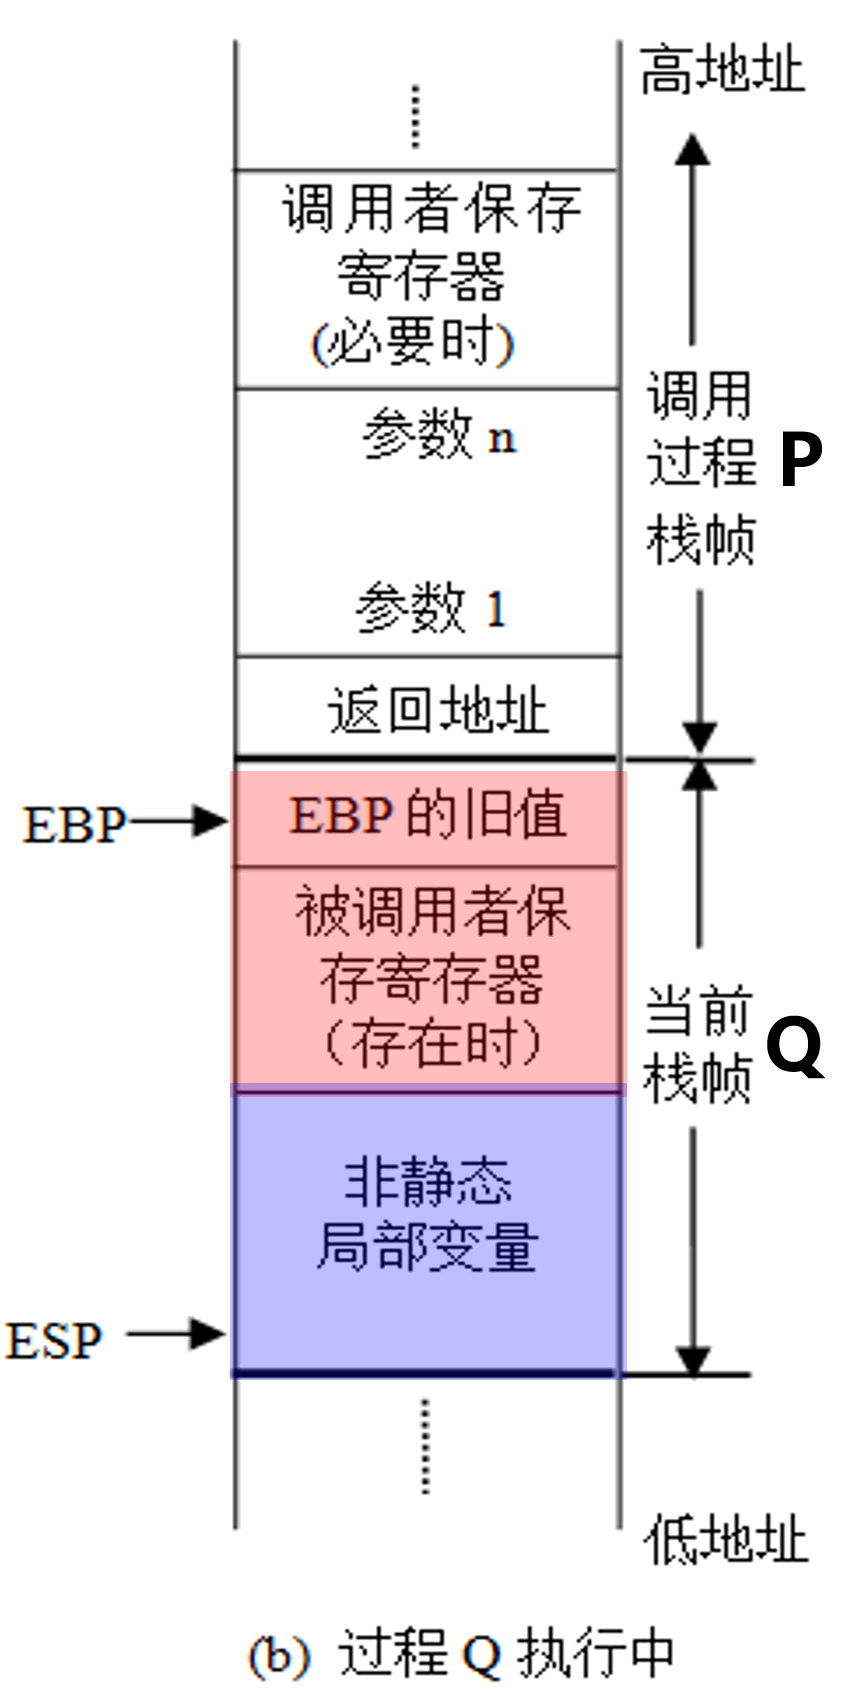 高地址
调用者保存
寄存器
(必要时)
参数 n
参数 1
返回地址
调用
过程 P
栈帧
EBP
EBP 的旧值
被调用者保
存寄存器
（存在时）
当前 Q
栈帧
非静态
局部变量
ESP
低地址
(b) 过程 Q 执行中